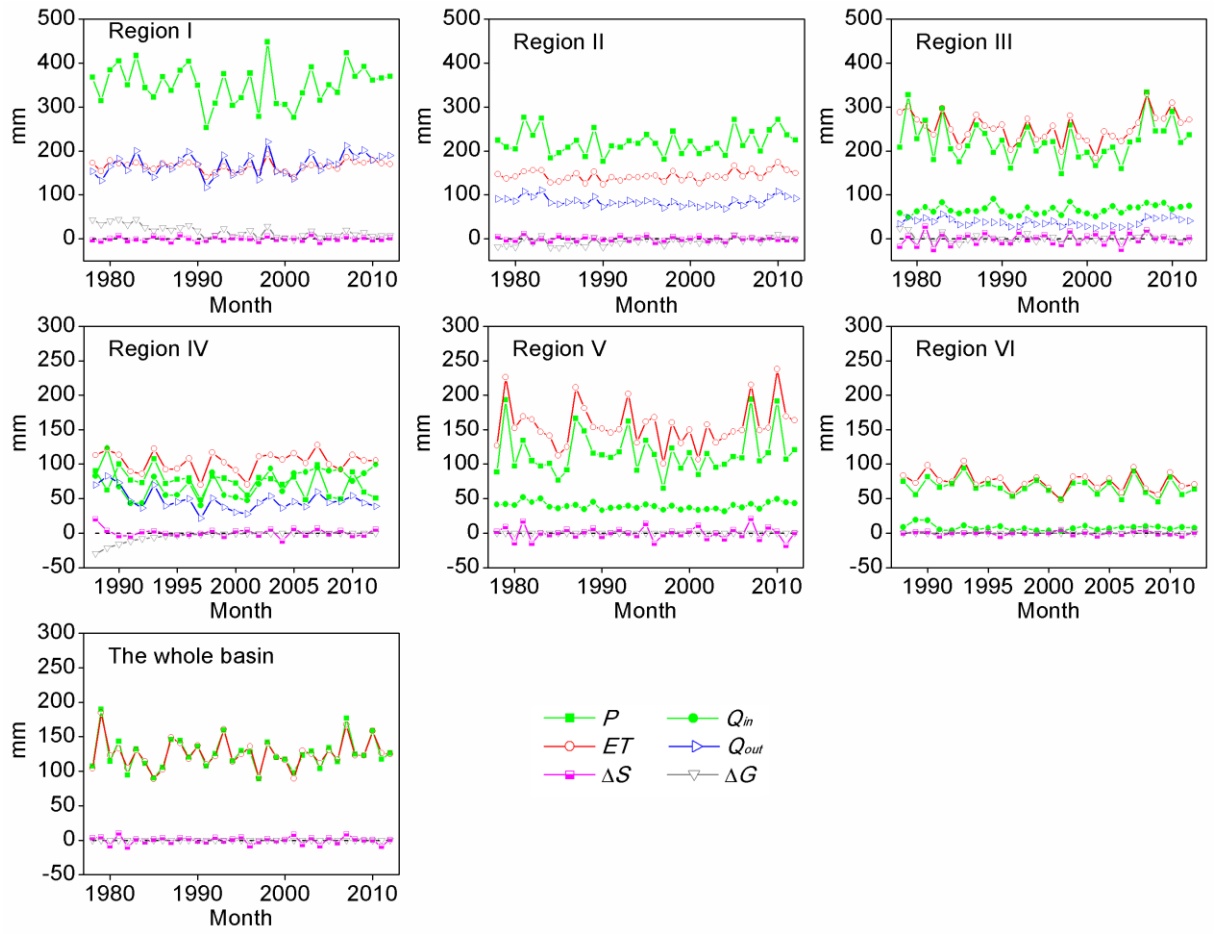 Region I
500
400
300
200
100
0
mm
1980 1990 2000 2010
Month
Region II
500
400
300
200
100
0
mm
1980 1990 2000 2010
Month
Region III
500
400
300
200
100
0
mm
1980 1990 2000 2010
Month
Region IV
300
250
200
150
100
50
0
-50
mm
1990 1995 2000 2005 2010
Month
Region V
300
250
200
150
100
50
0
-50
mm
1980 1990 2000 2010
Month
Region VI
300
250
200
150
100
50
0
-50
mm
1990 1995 2000 2005 2010
Month
The whole basin
300
250
200
150
100
50
0
-50
mm
1980 1990 2000 2010
Month
P Qin
ET Qout
ΔS ΔG